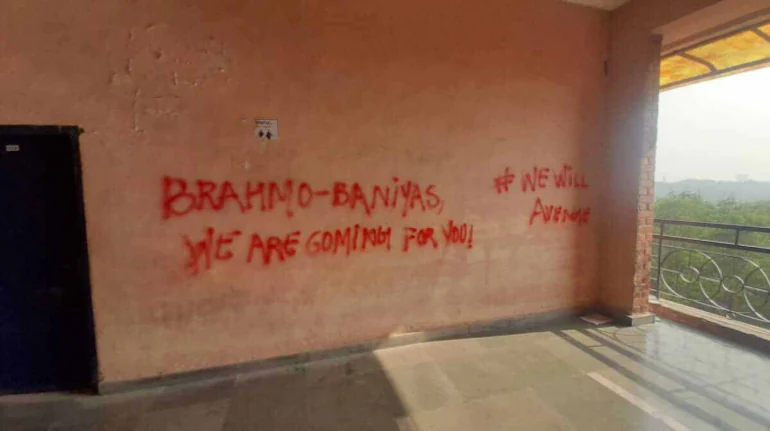 BRAHMO-BANIYAS,
WE ARE COMING FOR YOU!
# WE WILL
AVENGE